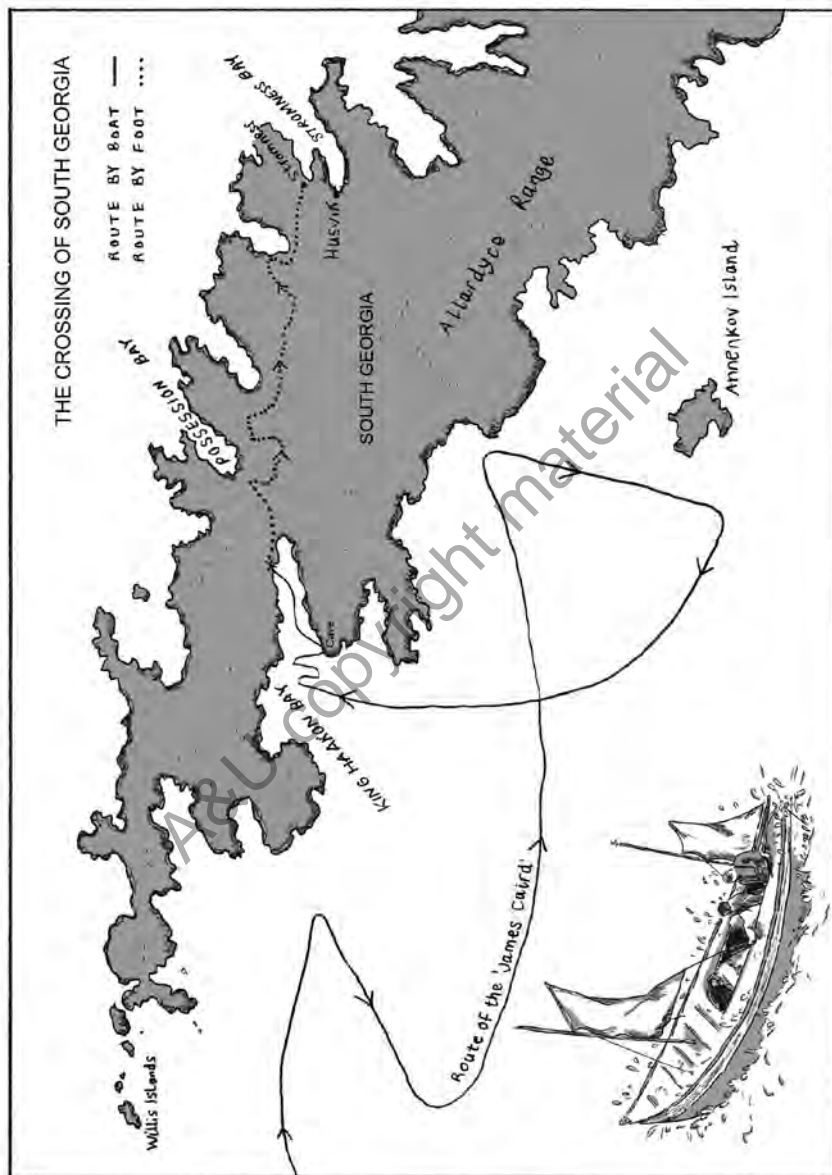 THE CROSSING OF SOUTH GEORGIA
ROUTE BY BOAT
ROUTE BY FOOT
Willis Islands
KING HAAKON BAY
Cave
POSSESSION BAY
Stromness
STROMNESS BAY
Husvik
SOUTH GEORGIA
Allardyce Range
Annenkov Island
Route of the 'James Caird'
A&U copyright material